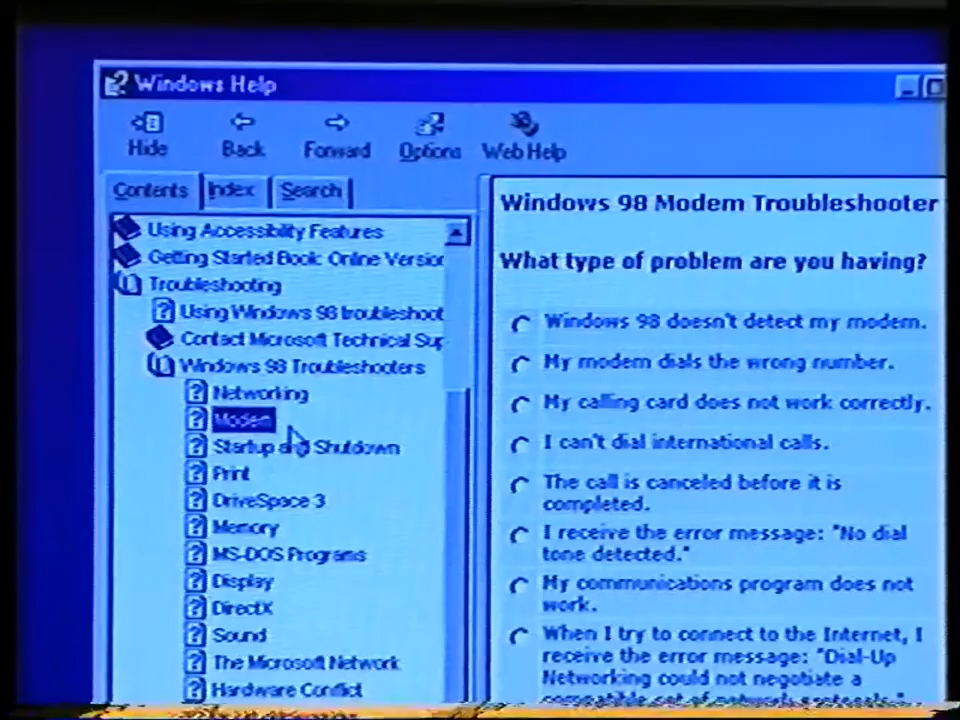 Windows Help
Hide Back Forward Options Web Help
Contents Index Search
Using Accessibility Features
Getting Started Book: Online Version
Troubleshooting
Using Windows 98 troubleshoot
Contact Microsoft Technical Sup
Windows 98 Troubleshooters
Networking
Modem
Startup and Shutdown
Print
DriveSpace 3
Memory
MS-DOS Programs
Display
DirectX
Sound
The Microsoft Network
Hardware Conflict
Windows 98 Modem Troubleshooter
What type of problem are you having?
Windows 98 doesn't detect my modem.
My modem dials the wrong number.
My calling card does not work correctly.
I can't dial international calls.
The call is canceled before it is
completed.
I receive the error message: "No dial
tone detected."
My communications program does not
work.
When I try to connect to the Internet, I
receive the error message: "Dial-Up
Networking could not negotiate a
compatible set of network protocols."